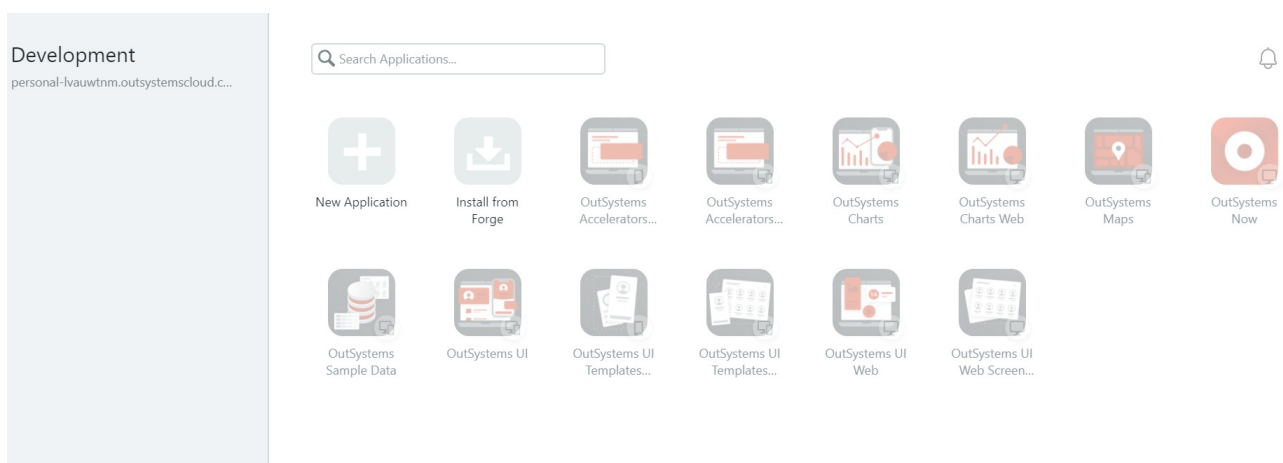 Development
personal-lvauwtnm.outsystemscloud.c...
Search Applications...
New Application
Install from
Forge
OutSystems
Accelerators...
OutSystems
Accelerators...
OutSystems
Charts
OutSystems
Charts Web
OutSystems
Maps
OutSystems
Now
OutSystems
Sample Data
OutSystems UI
OutSystems UI
Templates...
OutSystems UI
Templates...
OutSystems UI
Web
OutSystems UI
Web Screen...